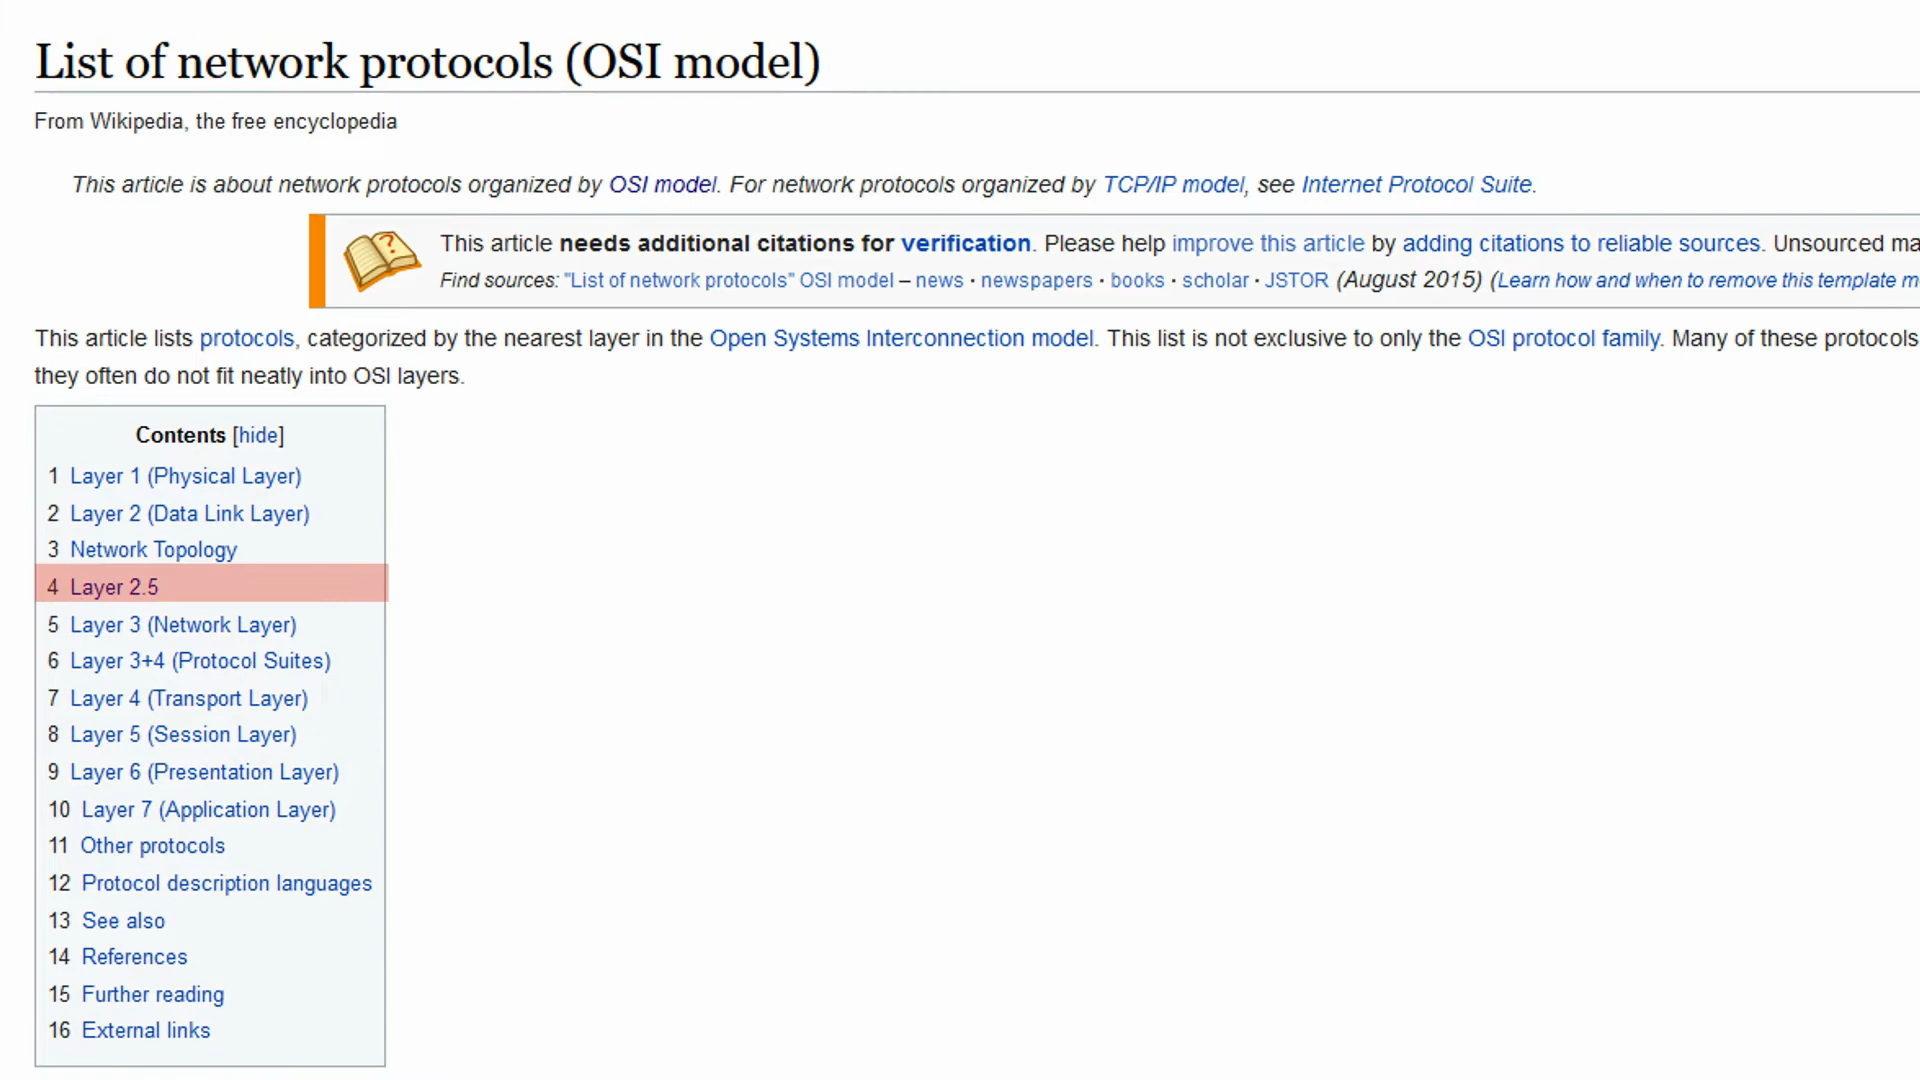 List of network protocols (OSI model)
From Wikipedia, the free encyclopedia
This article is about network protocols organized by OSI model. For network protocols organized by TCP/IP model, see Internet Protocol Suite.
?
This article needs additional citations for verification. Please help improve this article by adding citations to reliable sources. Unsourced ma
Find sources: "List of network protocols" OSI model – news · newspapers · books · scholar · JSTOR (August 2015) (Learn how and when to remove this template m
This article lists protocols, categorized by the nearest layer in the Open Systems Interconnection model. This list is not exclusive to only the OSI protocol family. Many of these protocols
they often do not fit neatly into OSI layers.
Contents [hide]
1 Layer 1 (Physical Layer)
2 Layer 2 (Data Link Layer)
3 Network Topology
4 Layer 2.5
5 Layer 3 (Network Layer)
6 Layer 3+4 (Protocol Suites)
7 Layer 4 (Transport Layer)
8 Layer 5 (Session Layer)
9 Layer 6 (Presentation Layer)
10 Layer 7 (Application Layer)
11 Other protocols
12 Protocol description languages
13 See also
14 References
15 Further reading
16 External links